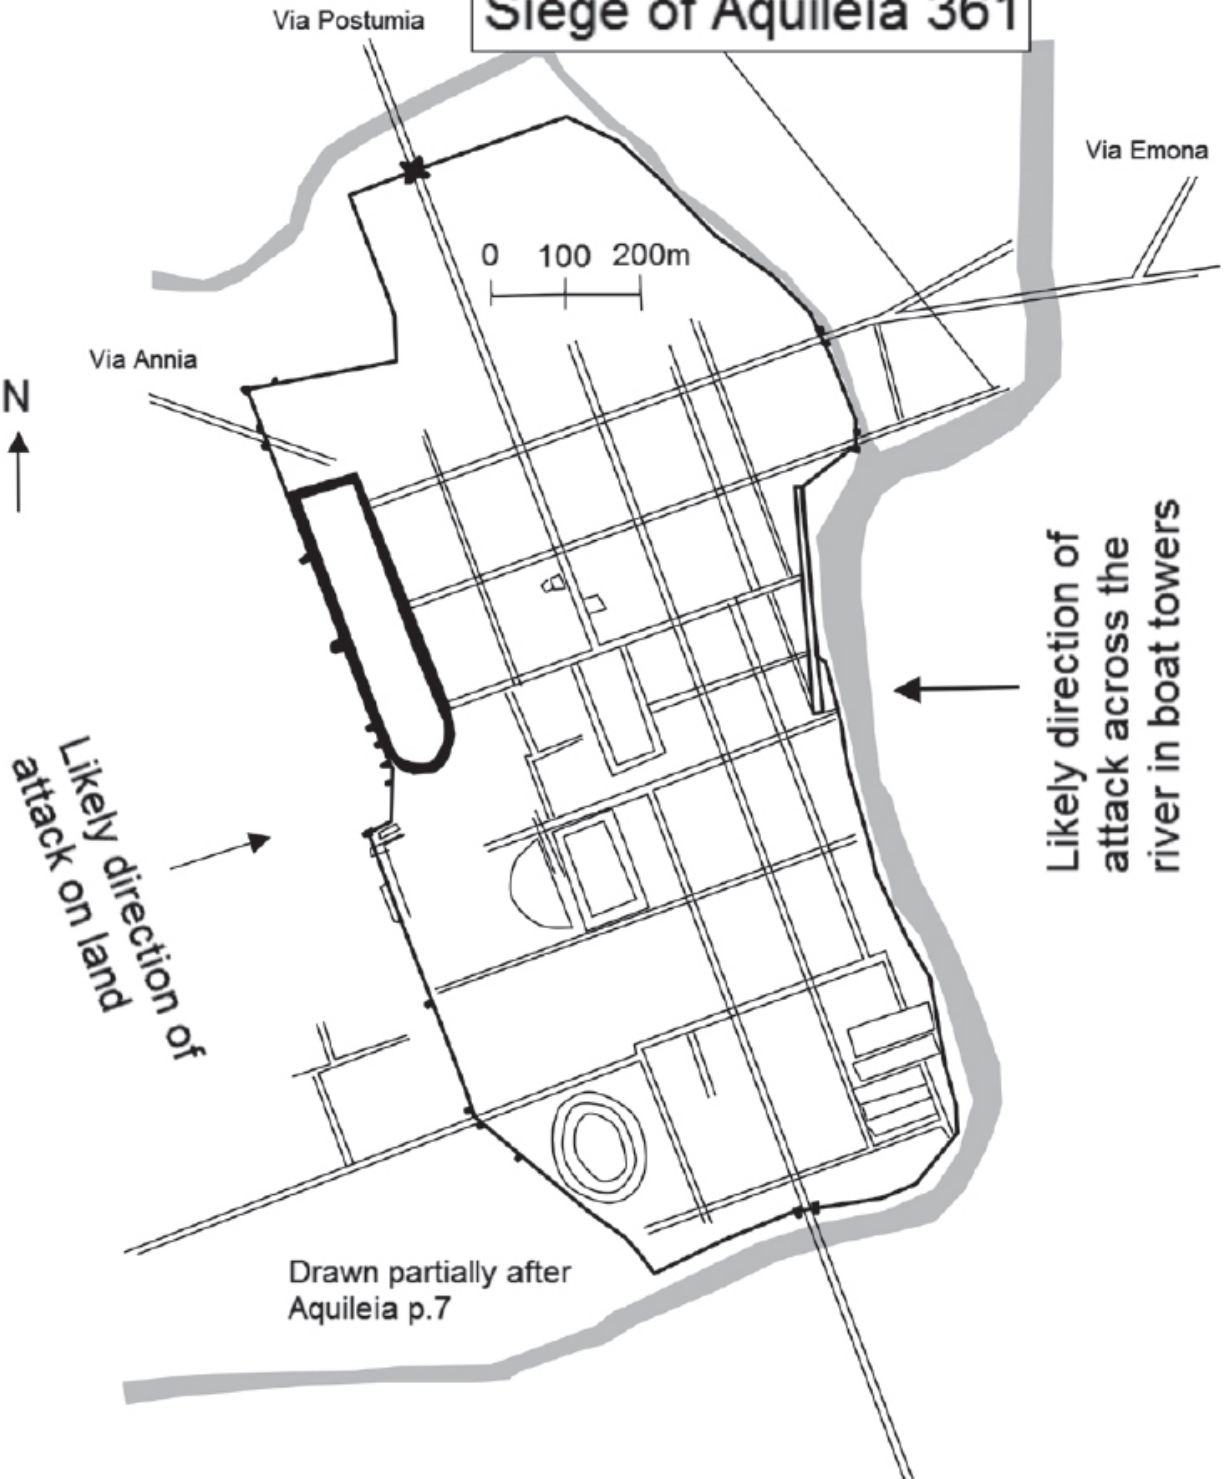 Via Postumia
Siege of Aquileia 361
Via Emona
0 100 200m
Via Annia
N
Likely direction of
attack across the
river in boat towers
Likely direction of
attack on land
Drawn partially after
Aquileia p.7